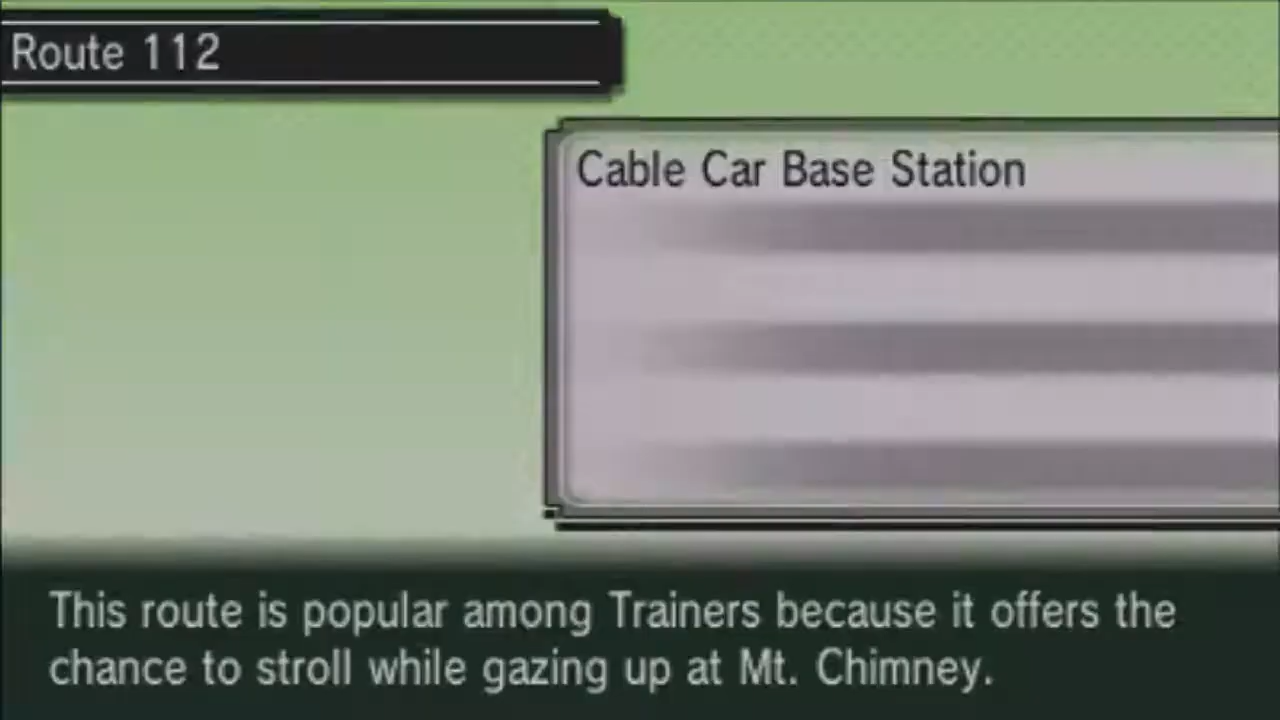 Route 112
Cable Car Base Station
This route is popular among Trainers because it offers the
chance to stroll while gazing up at Mt. Chimney.